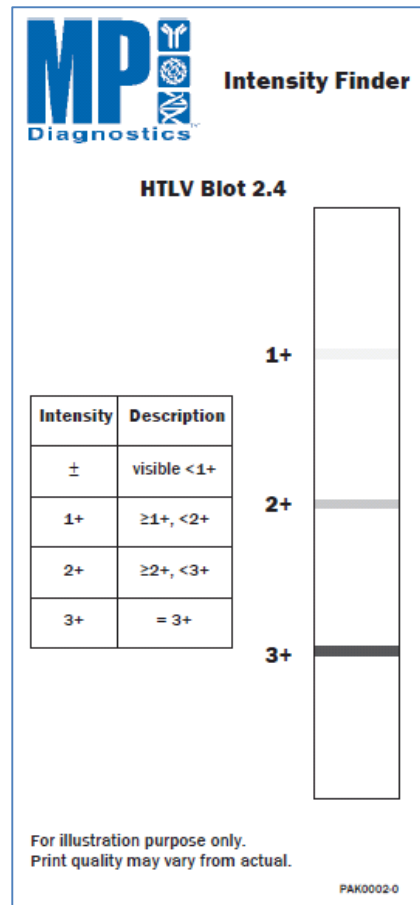 MP
Diagnostics™
Intensity Finder
HTLV Blot 2.4
1+
2+
3+
Intensity Description
± visible <1+
1+ ≥1+, <2+
2+ ≥2+, <3+
3+ = 3+
For illustration purpose only.
Print quality may vary from actual.
PAK0002-0